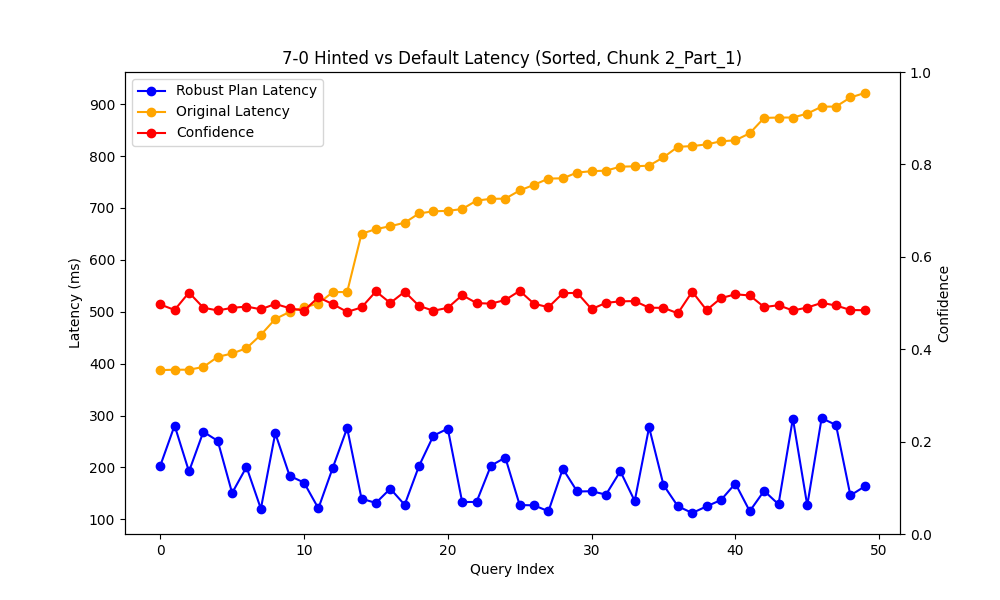 7-0 Hinted vs Default Latency (Sorted, Chunk 2_Part_1)
Robust Plan Latency
Original Latency
Confidence
900
800
700
600
500
400
300
200
100
Latency (ms)
1.0
0.8
0.6
0.4
0.2
0.0
Confidence
0 10 20 30 40 50
Query Index